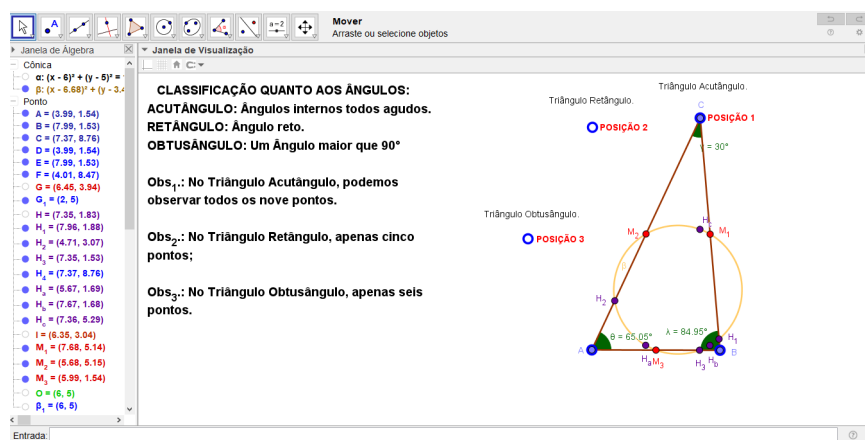 Mover
Arraste ou selecione objetos
Janela de Álgebra
Janela de Visualização
Cônica
α: (x - 6)² + (y - 5)² =
β: (x - 6.68)² + (y - 3.4
Ponto
A = (3.99, 1.54)
B = (7.99, 1.53)
C = (7.37, 8.76)
D = (3.99, 1.54)
E = (7.99, 1.53)
F = (4.01, 8.47)
G = (6.45, 3.94)
G₁ = (2, 5)
H = (7.35, 1.83)
H₁ = (7.96, 1.88)
H₂ = (4.71, 3.07)
H₃ = (7.35, 1.53)
H₄ = (7.37, 8.76)
Hₐ = (5.67, 1.69)
H_b = (7.67, 1.68)
H_c = (7.36, 5.29)
I = (6.35, 3.04)
M₁ = (7.68, 5.14)
M₂ = (5.68, 5.15)
M₃ = (5.99, 1.54)
O = (6, 5)
β₁ = (6, 5)
Entrada:
CLASSIFICAÇÃO QUANTO AOS ÂNGULOS:
ACUTÂNGULO: Ângulos internos todos agudos.
RETÂNGULO: Ângulo reto.
OBTUSÂNGULO: Um Ângulo maior que 90°
Obs₁.: No Triângulo Acutângulo, podemos
observar todos os nove pontos.
Obs₂.: No Triângulo Retângulo, apenas cinco
pontos;
Obs₃.: No Triângulo Obtusângulo, apenas seis
pontos.
Triângulo Acutângulo.
Triângulo Retângulo.
C
POSIÇÃO 1
POSIÇÃO 2
= 30°
Triângulo Obtusângulo.
POSIÇÃO 3
M₂
M₁
β
H₂
θ = 65.05°
λ = 84.95°
H₁
A
Hₐ
M₃
H₃
H_b
B